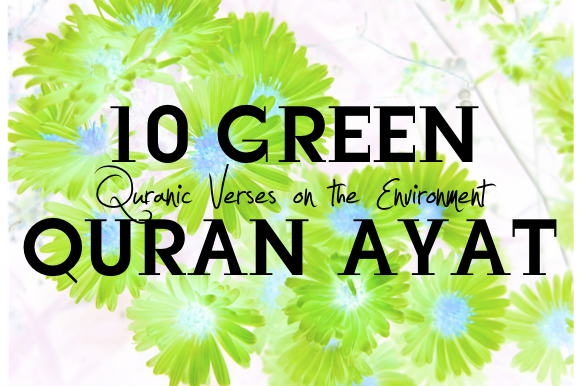 10 GREEN
Quranic Verses on the Environment
QURAN AYAT